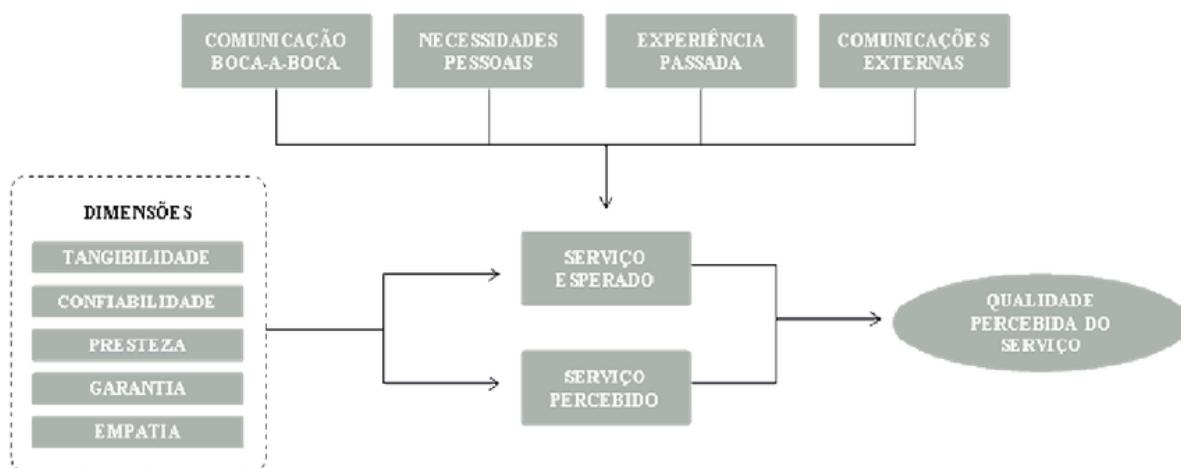 COMUNICAÇÃO
BOCA-A-BOCA
NECESSIDADES
PESSOAIS
EXPERIÊNCIA
PASSADA
COMUNICAÇÕES
EXTERNAS
DIMENSÕES
TANGIBILIDADE
CONFIABILIDADE
PRESTEZA
GARANTIA
EMPATIA
SERVIÇO
ESPERADO
SERVIÇO
PERCEBIDO
QUALIDADE
PERCEBIDA DO
SERVIÇO